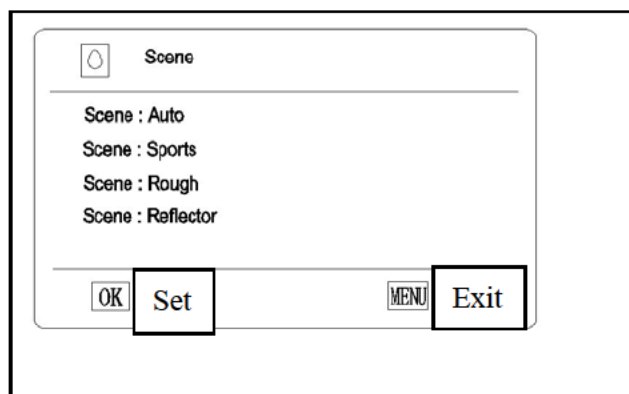 Scene
Scene : Auto
Scene : Sports
Scene : Rough
Scene : Reflector
OK Set MENU Exit